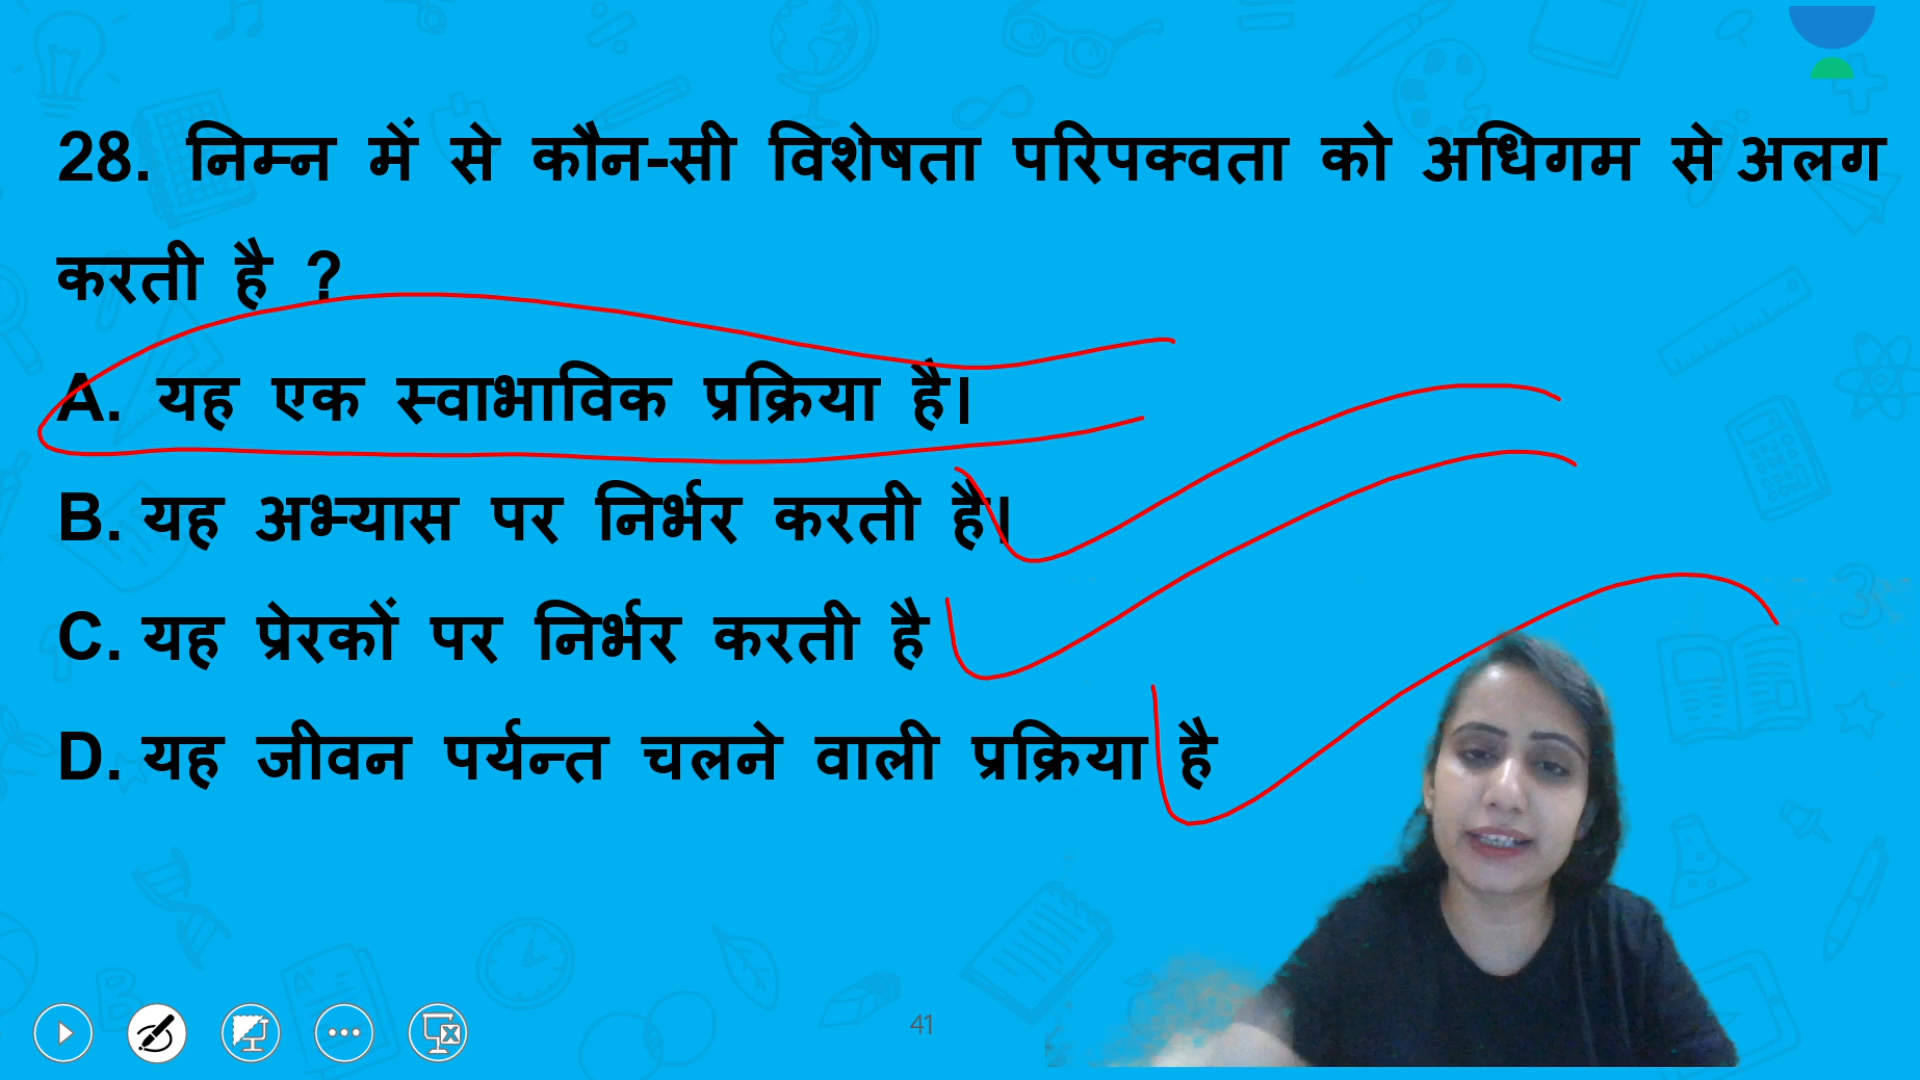 28. निम्न में से कौन-सी विशेषता परिपक्वता को अधिगम से अलग
करती है ?
A. यह एक स्वाभाविक प्रक्रिया है।
B. यह अभ्यास पर निर्भर करती है।
C. यह प्रेरकों पर निर्भर करती है
D. यह जीवन पर्यन्त चलने वाली प्रक्रिया है
41